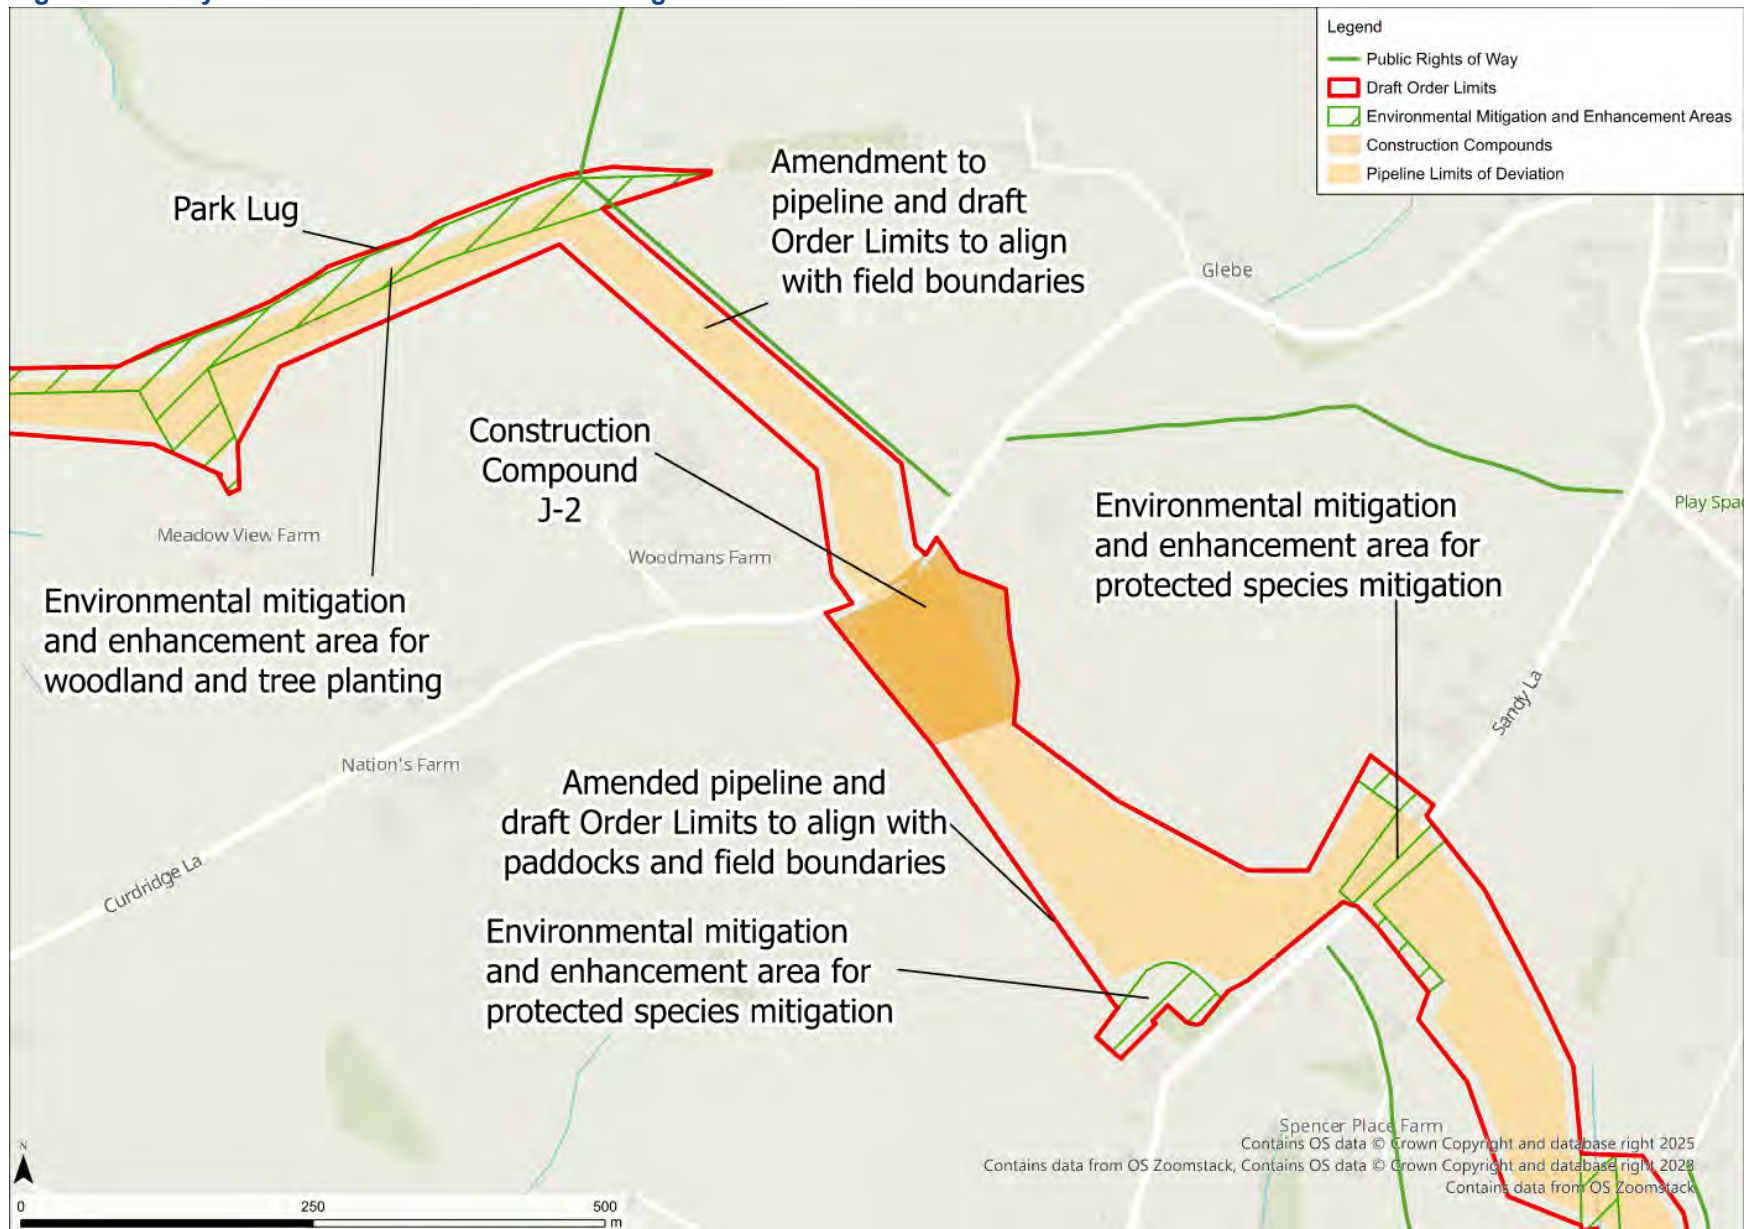 Legend
Public Rights of Way
Draft Order Limits
Environmental Mitigation and Enhancement Areas
Construction Compounds
Pipeline Limits of Deviation
Park Lug
Amendment to
pipeline and draft
Order Limits to align
with field boundaries
Glebe
Construction
Compound
J-2
Meadow View Farm
Woodmans Farm
Environmental mitigation
and enhancement area for
protected species mitigation
Play Spac
Environmental mitigation
and enhancement area for
woodland and tree planting
Sandy La
Nation's Farm
Curdridge La
Amended pipeline and
draft Order Limits to align with
paddocks and field boundaries
Environmental mitigation
and enhancement area for
protected species mitigation
Spencer Place Farm
Contains OS data © Crown Copyright and database right 2025
Contains data from OS Zoomstack, Contains OS data © Crown Copyright and database right 2023
Contains data from OS Zoomstack
N
0 250 500
m